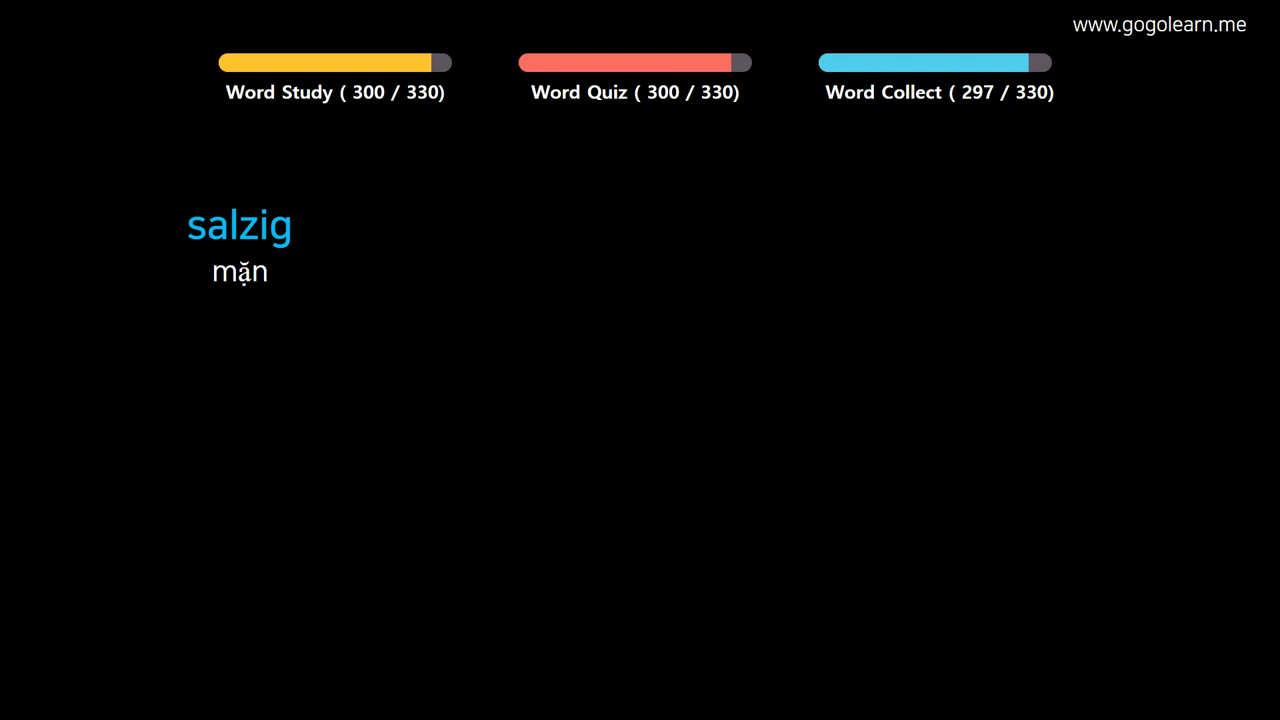 www.gogolearn.me
Word Study ( 300 / 330)
Word Quiz ( 300 / 330)
Word Collect ( 297 / 330)
salzig
mặn